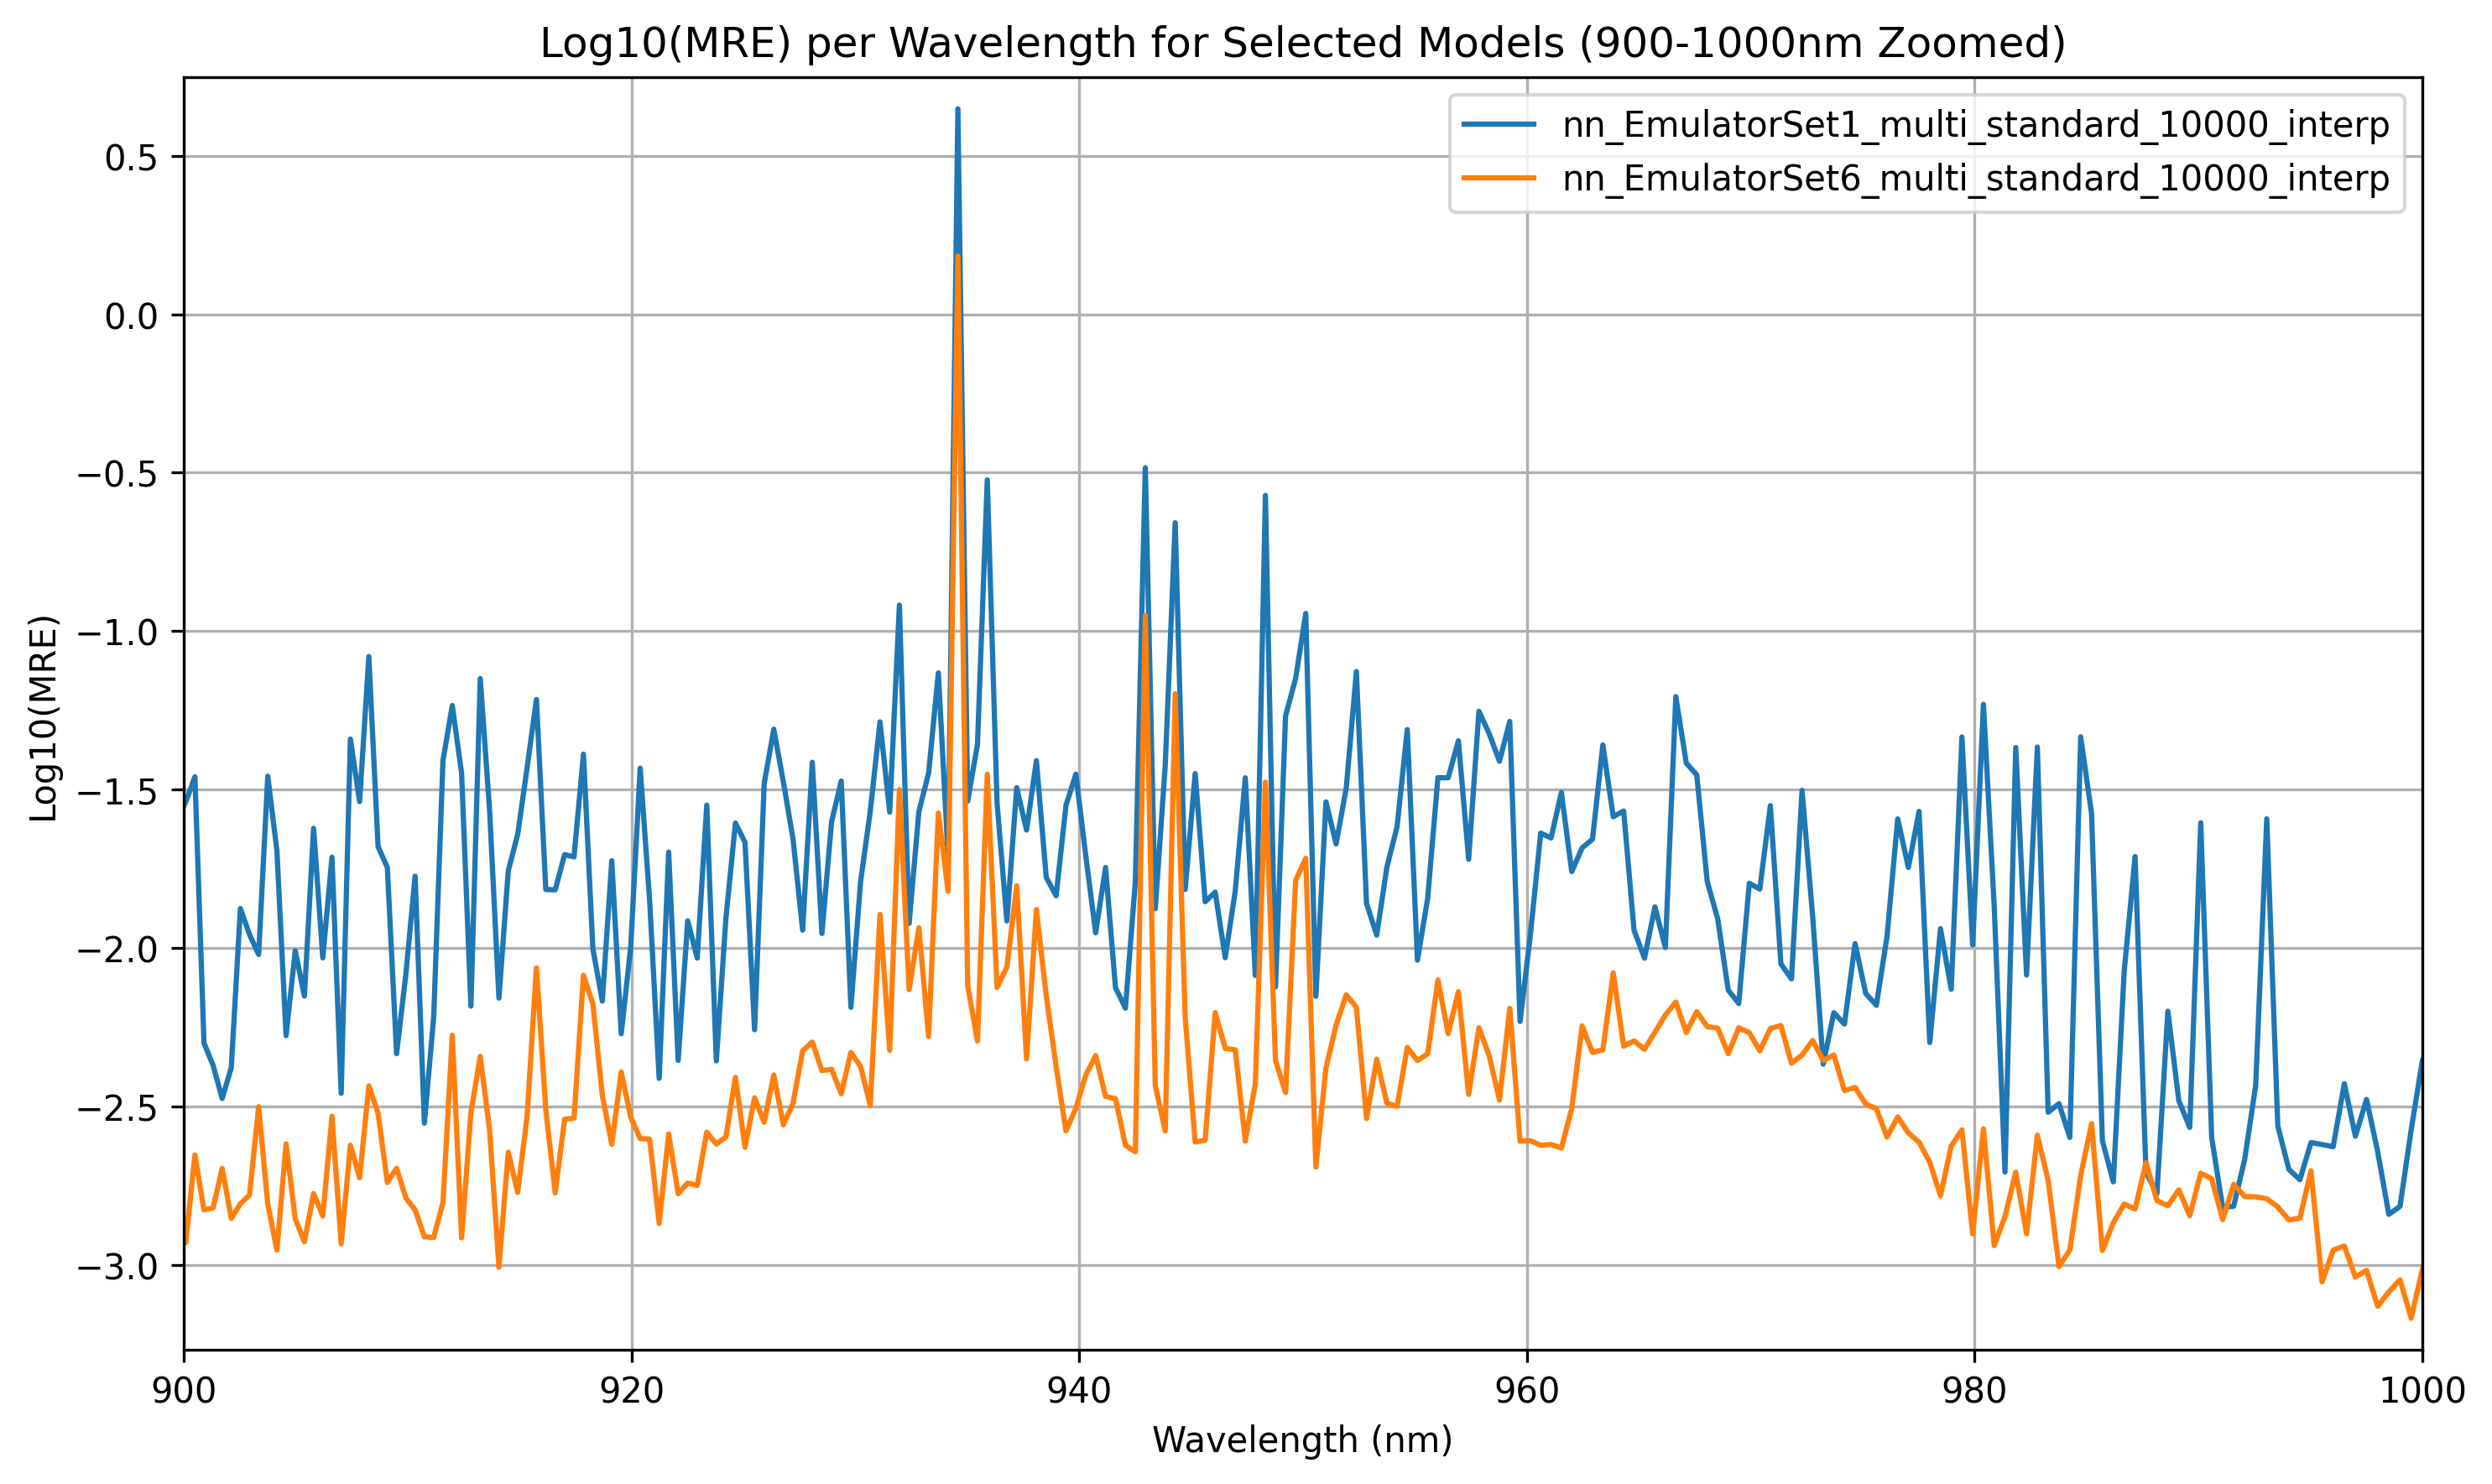 Log10(MRE) per Wavelength for Selected Models (900-1000nm Zoomed)
nn_EmulatorSet1_multi_standard_10000_interp
nn_EmulatorSet6_multi_standard_10000_interp
Log10(MRE)
0.5
0.0
−0.5
−1.0
−1.5
−2.0
−2.5
−3.0
900 920 940 960 980 1000
Wavelength (nm)